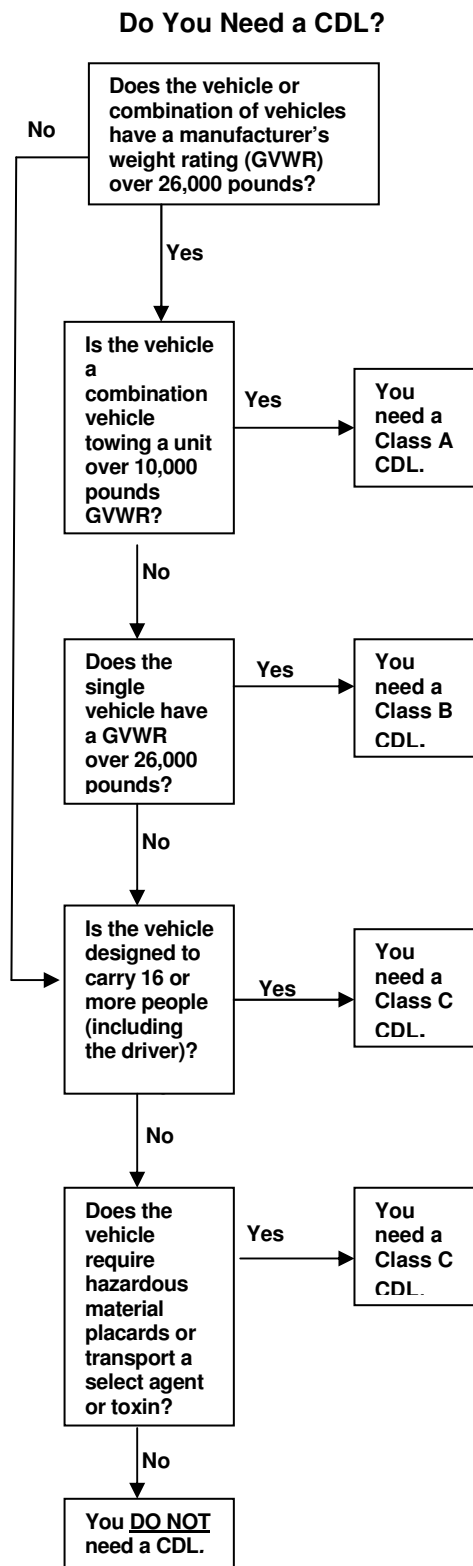 Do You Need a CDL?
Does the vehicle or
combination of vehicles
have a manufacturer's
weight rating (GVWR)
over 26,000 pounds?
No
Yes
Is the vehicle
a
combination
vehicle
towing a unit
over 10,000
pounds
GVWR?
Yes
You
need a
Class A
CDL.
No
Does the
single
vehicle have
a GVWR
over 26,000
pounds?
Yes
You
need a
Class B
CDL.
No
Is the vehicle
designed to
carry 16 or
more people
(including
the driver)?
Yes
You
need a
Class C
CDL.
No
Does the
vehicle
require
hazardous
material
placards or
transport a
select agent
or toxin?
Yes
You
need a
Class C
CDL.
No
You DO NOT
need a CDL.